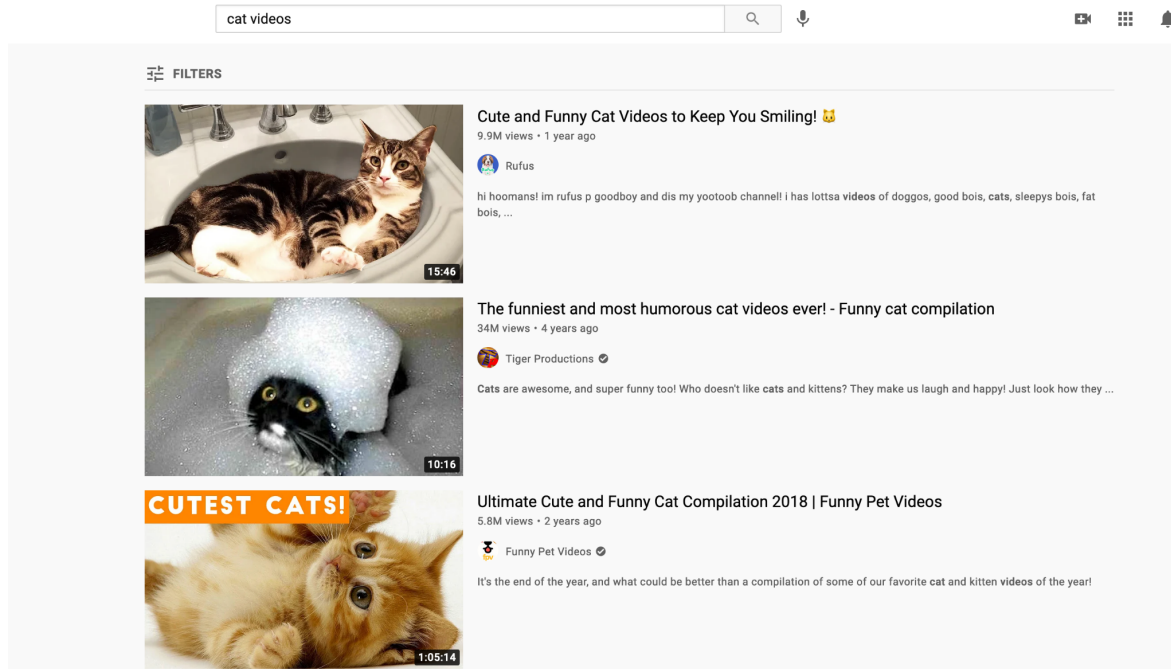 cat videos
FILTERS
15:46
Cute and Funny Cat Videos to Keep You Smiling! 🐱
9.9M views • 1 year ago
Rufus
hi hoomans! im rufus p goodboy and dis my yootoob channel! i has lottsa videos of doggos, good bois, cats, sleepys bois, fat
bois, ...
10:16
The funniest and most humorous cat videos ever! - Funny cat compilation
34M views • 4 years ago
Tiger Productions
Cats are awesome, and super funny too! Who doesn't like cats and kittens? They make us laugh and happy! Just look how they ...
CUTEST CATS!
1:05:14
Ultimate Cute and Funny Cat Compilation 2018 | Funny Pet Videos
5.8M views • 2 years ago
fpv
Funny Pet Videos
It's the end of the year, and what could be better than a compilation of some of our favorite cat and kitten videos of the year!